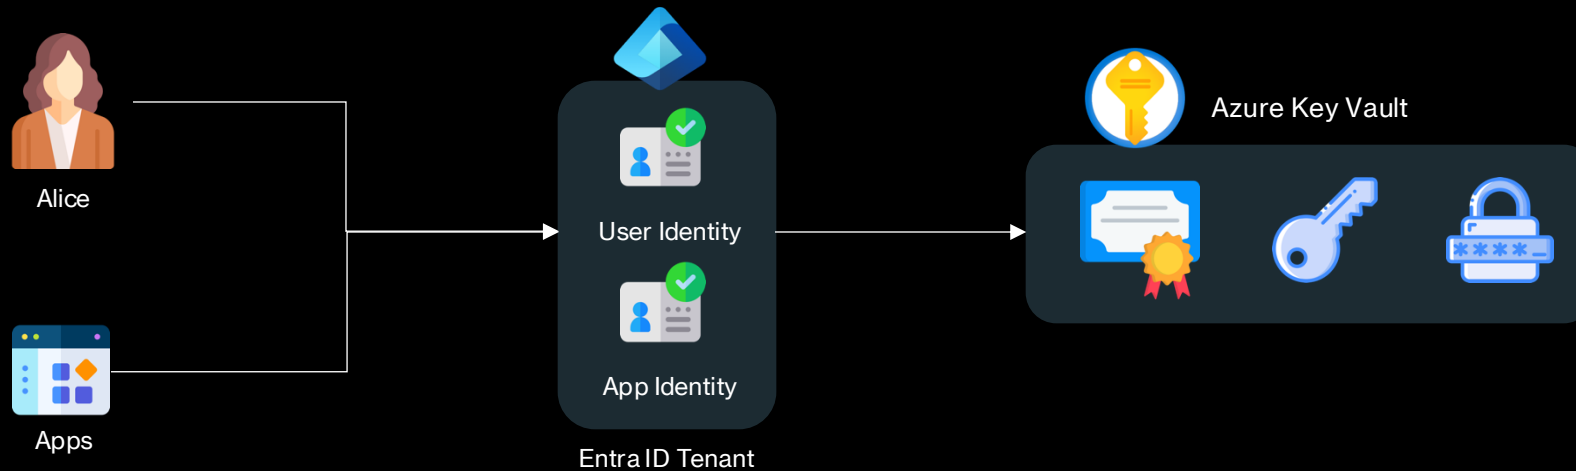 Alice
Apps
User Identity
App Identity
Entra ID Tenant
Azure Key Vault
****_